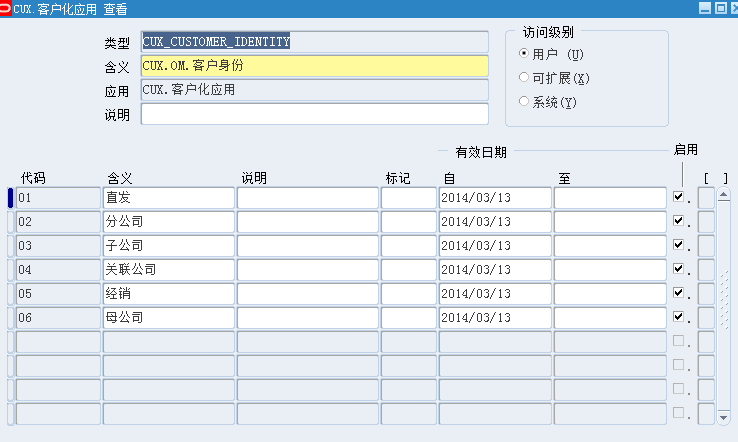 CUX.客户化应用 查看
类型 CUX_CUSTOMER_IDENTITY
含义 CUX.OM.客户身份
应用 CUX.客户化应用
说明
访问级别
用户 (U)
可扩展(X)
系统(Y)
有效日期 启用
代码 含义 说明 标记 自 至 [ ]
01 直发 2014/03/13
02 分公司 2014/03/13
03 子公司 2014/03/13
04 关联公司 2014/03/13
05 经销 2014/03/13
06 母公司 2014/03/13